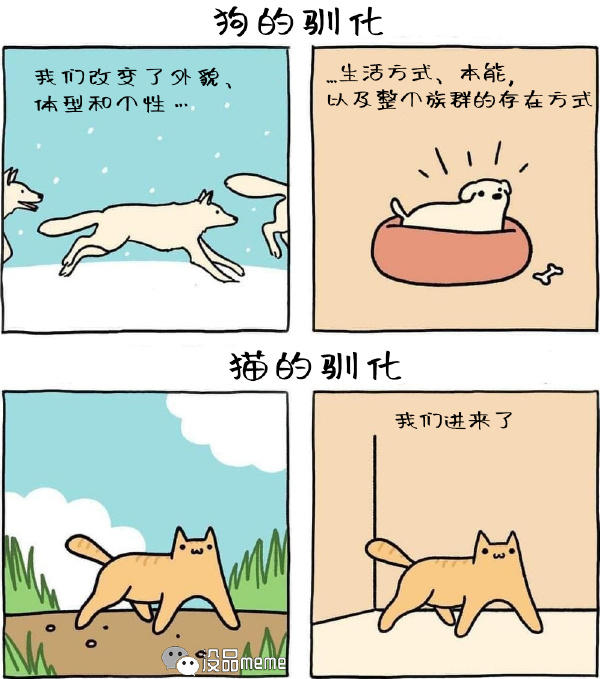 狗的驯化
我们改变了外貌、
体型和个性…
…生活方式、本能，
以及整个族群的存在方式
猫的驯化
我们进来了
没品meme